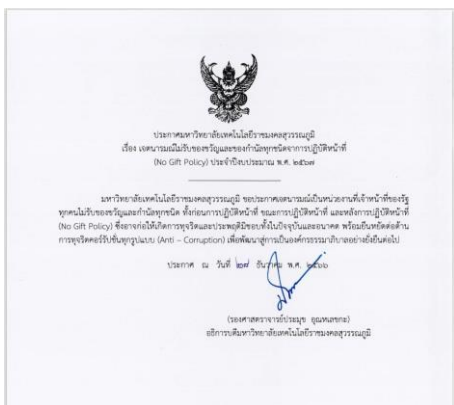 ประกาศมหาวิทยาลัยเทคโนโลยีราชมงคลสุวรรณภูมิ
เรื่อง เจตนารมณ์ไม่รับของขวัญและของกำนัลทุกชนิดจากการปฏิบัติหน้าที่
(No Gift Policy) ประจำปีงบประมาณ พ.ศ. ๒๕๖๗
มหาวิทยาลัยเทคโนโลยีราชมงคลสุวรรณภูมิ ขอประกาศเจตนารมณ์เป็นหน่วยงานที่เจ้าหน้าที่ของรัฐ
ทุกคนไม่รับของขวัญและกำนัลทุกชนิด ทั้งก่อนการปฏิบัติหน้าที่ ขณะการปฏิบัติหน้าที่ และหลังการปฏิบัติหน้าที่
(No Gift Policy) ซึ่งอาจก่อให้เกิดการทุจริตและประพฤติมิชอบทั้งในปัจจุบันและอนาคต พร้อมยืนหยัดต่อต้าน
การทุจริตคอร์รัปชั่นทุกรูปแบบ (Anti – Corruption) เพื่อพัฒนาสู่การเป็นองค์กรธรรมาภิบาลอย่างยั่งยืนต่อไป
ประกาศ ณ วันที่ ๒๗ ธันวาคม พ.ศ. ๒๕๖๖
(รองศาสตราจารย์ประมุข อุณหเลขกะ)
อธิการบดีมหาวิทยาลัยเทคโนโลยีราชมงคลสุวรรณภูมิ